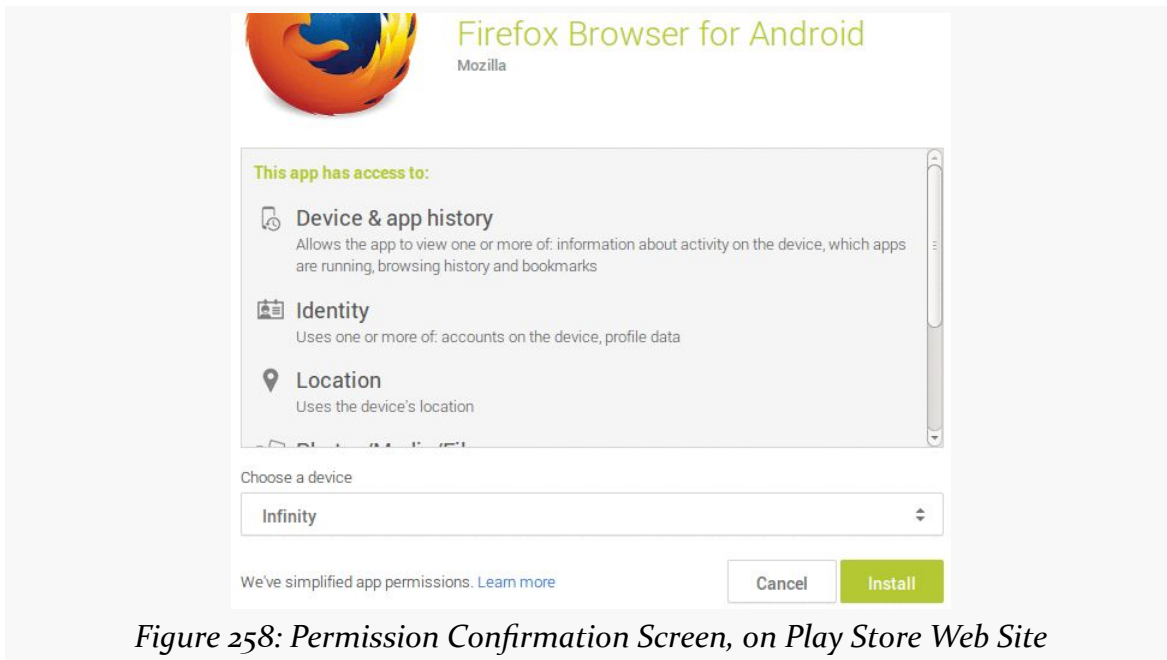 Firefox Browser for Android
Mozilla
This app has access to:
Device & app history
Allows the app to view one or more of: information about activity on the device, which apps
are running, browsing history and bookmarks
Identity
Uses one or more of: accounts on the device, profile data
Location
Uses the device's location
Choose a device
Infinity
We've simplified app permissions. Learn more
Cancel
Install
Figure 258: Permission Confirmation Screen, on Play Store Web Site